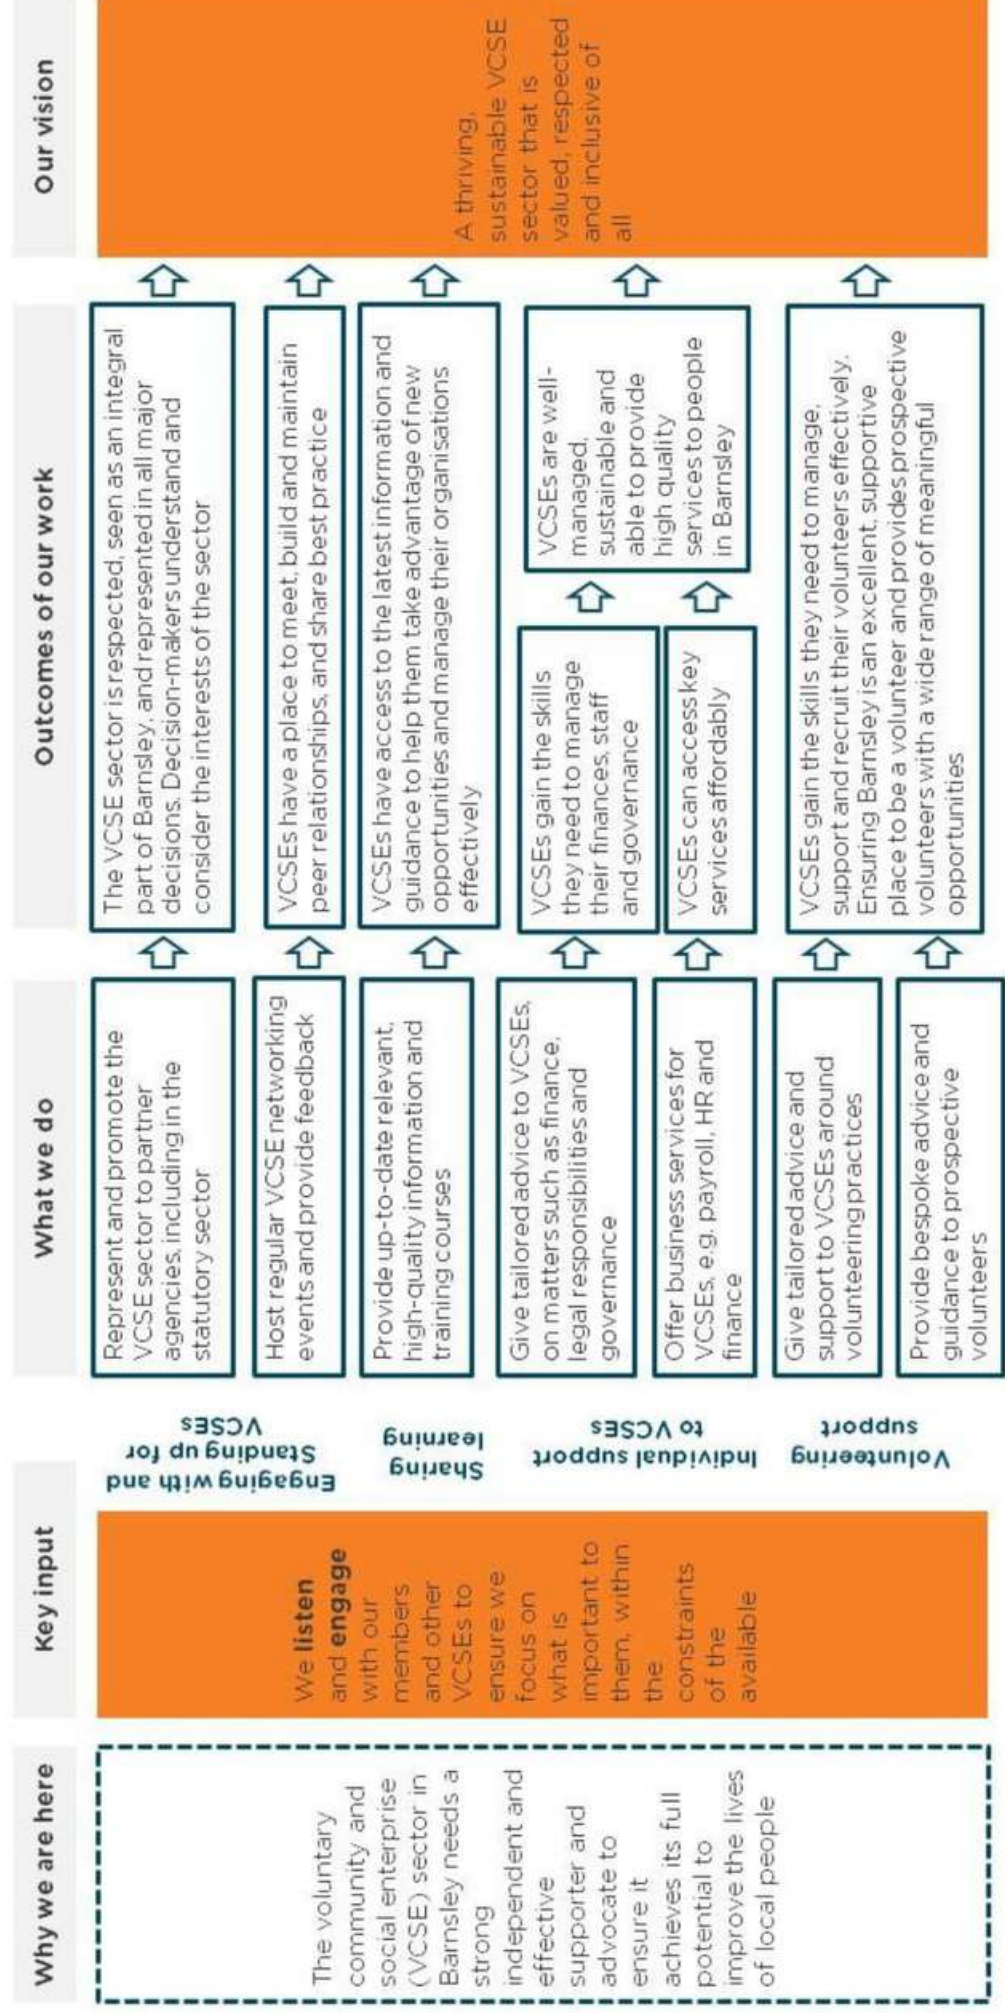 Why we are here
The voluntary
community and
social enterprise
(VCSE) sector in
Barnsley needs a
strong
independent and
effective
supporter and
advocate to
ensure it
achieves its full
potential to
improve the lives
of local people
Key input
We listen
and engage
with our
members
and other
VCSEs to
ensure we
focus on
what is
important to
them, within
the
constraints
of the
available
Engaging with and
Standing up for
VCSEs
Sharing
learning
Individual support
to VCSEs
Volunteering
support
What we do
Represent and promote the
VCSE sector to partner
agencies, including in the
statutory sector
Host regular VCSE networking
events and provide feedback
Provide up-to-date relevant,
high-quality information and
training courses
Give tailored advice to VCSEs,
on matters such as finance,
legal responsibilities and
governance
Offer business services for
VCSEs, e.g. payroll, HR and
finance
Give tailored advice and
support to VCSEs around
volunteering practices
Provide bespoke advice and
guidance to prospective
volunteers
Outcomes of our work
The VCSE sector is respected, seen as an integral
part of Barnsley, and represented in all major
decisions. Decision-makers understand and
consider the interests of the sector
VCSEs have a place to meet, build and maintain
peer relationships, and share best practice
VCSEs have access to the latest information and
guidance to help them take advantage of new
opportunities and manage their organisations
effectively
VCSEs gain the skills
they need to manage
their finances, staff
and governance
VCSEs can access key
services affordably
VCSEs are well-
managed,
sustainable and
able to provide
high quality
services to people
in Barnsley
VCSEs gain the skills they need to manage,
support and recruit their volunteers effectively.
Ensuring Barnsley is an excellent, supportive
place to be a volunteer and provides prospective
volunteers with a wide range of meaningful
opportunities
Our vision
A thriving,
sustainable VCSE
sector that is
valued, respected
and inclusive of
all